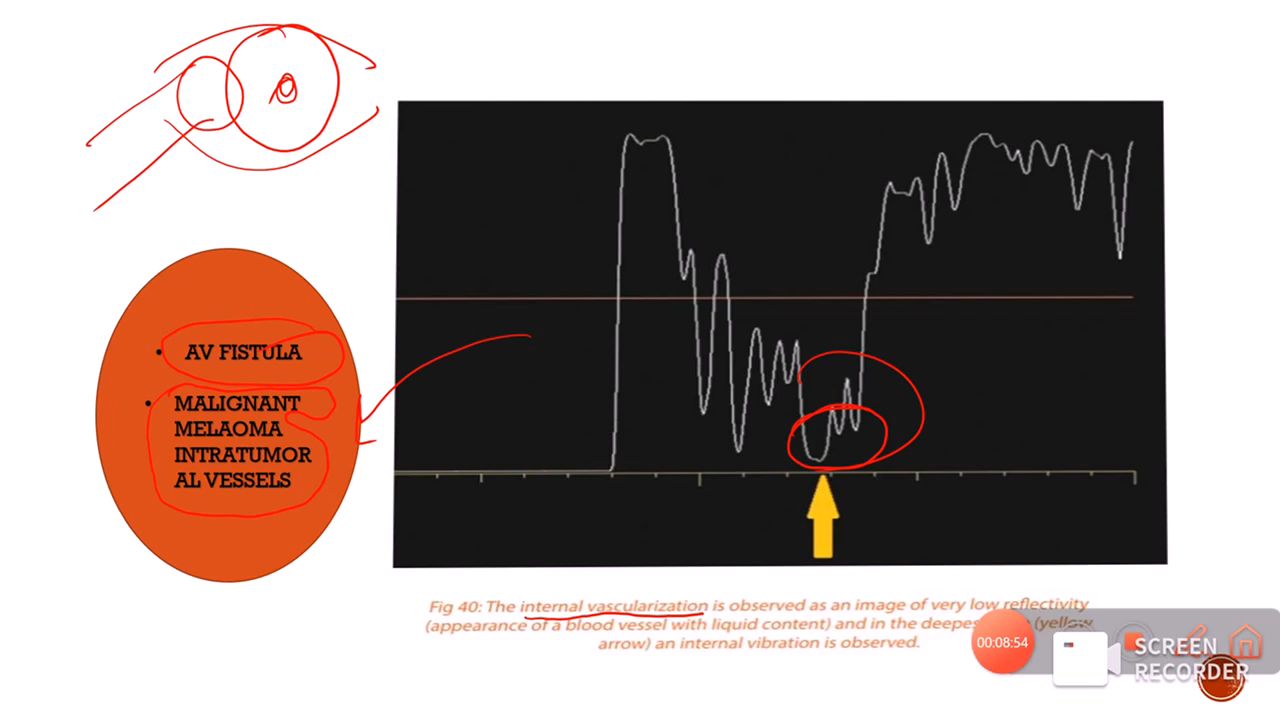 • AV FISTULA
• MALIGNANT
MELAOMA
INTRATUMOR
AL VESSELS
Fig 40: The internal vascularization is observed as an image of very low reflectivity
(appearance of a blood vessel with liquid content) and in the deepes (yellow
arrow) an internal vibration is observed.
00:08:54
SCREEN
RECORDER